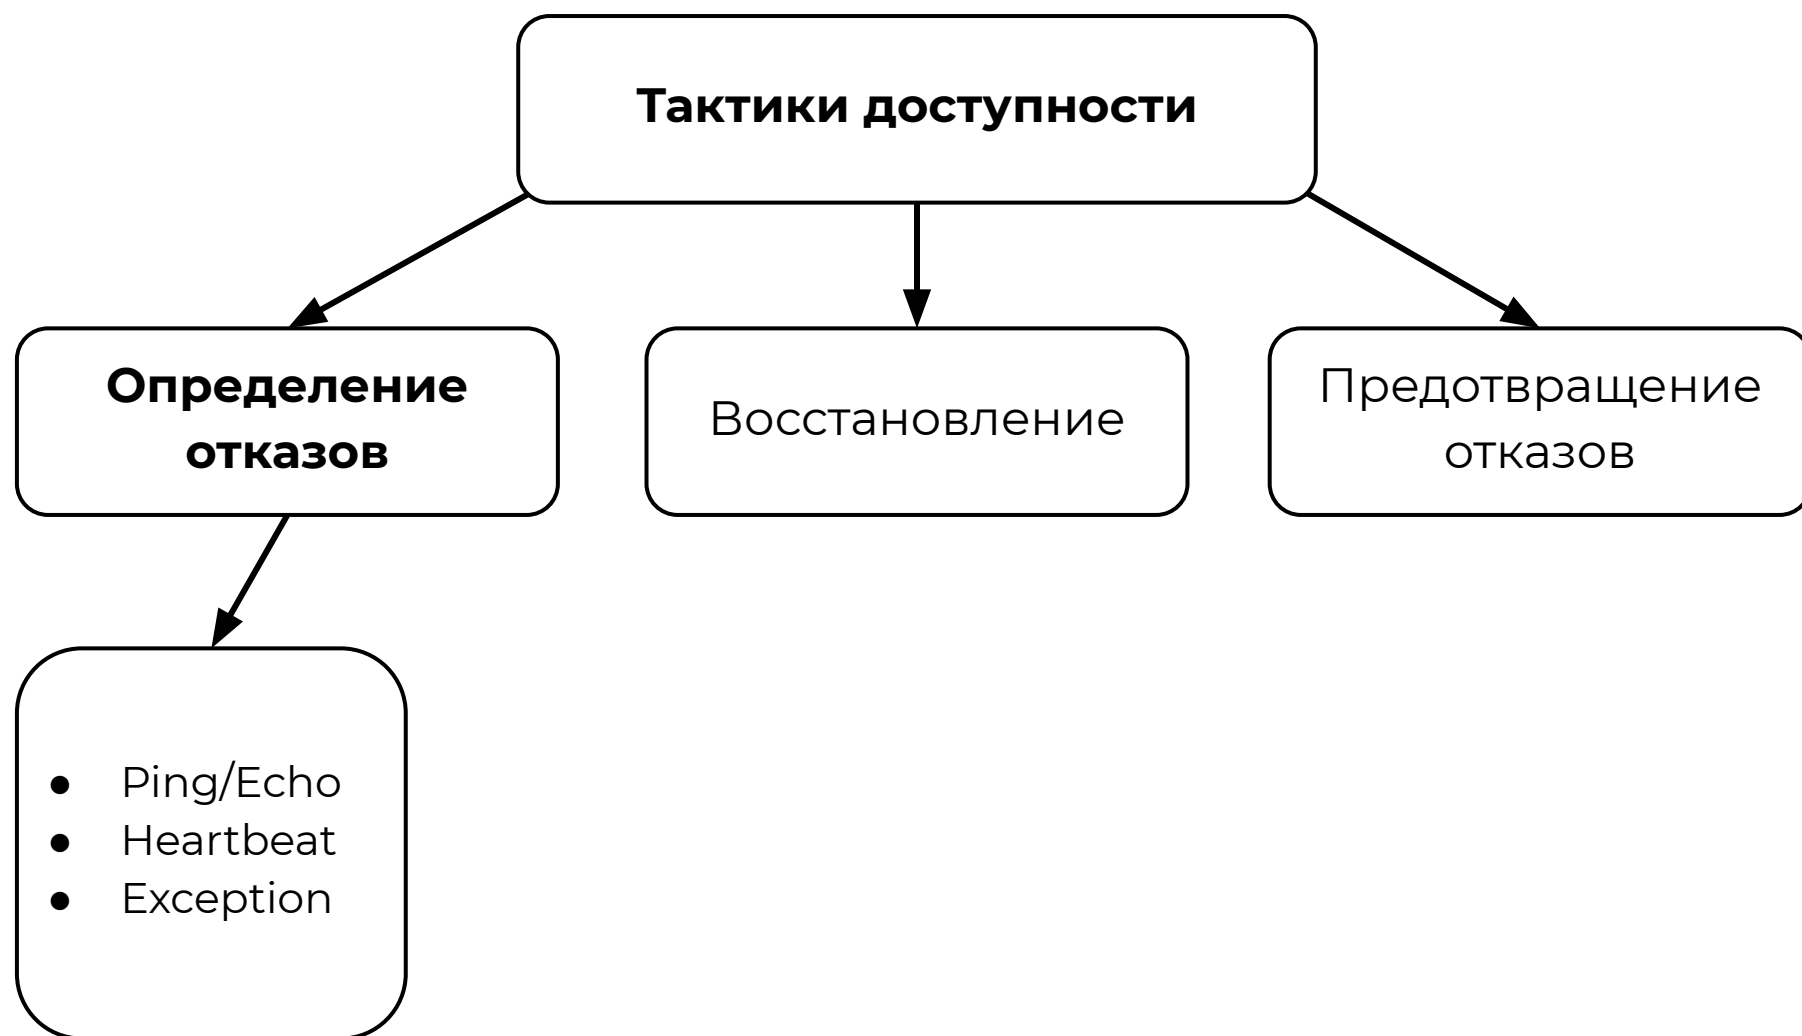 Тактики доступности
Определение
отказов
Восстановление
Предотвращение
отказов
● Ping/Echo
● Heartbeat
● Exception